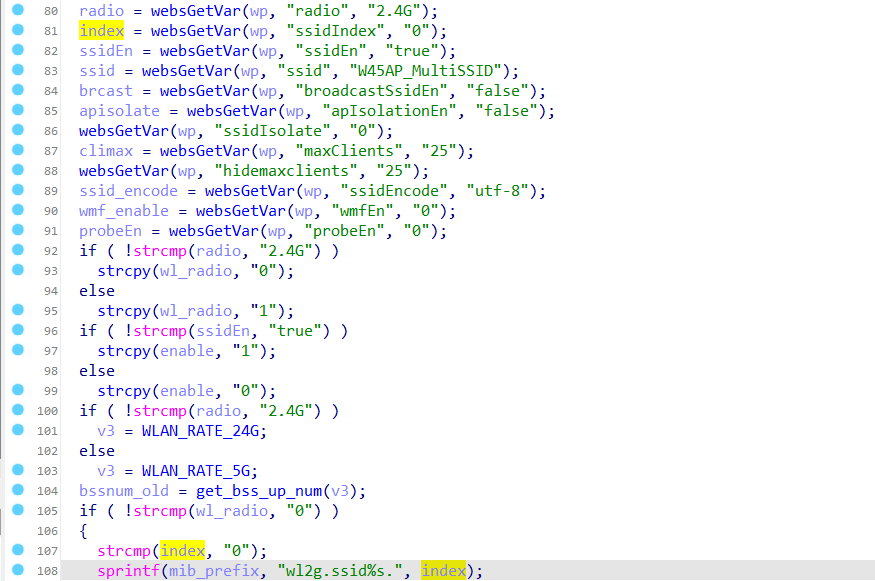 80 radio = websGetVar(wp, "radio", "2.4G");
81 index = websGetVar(wp, "ssidIndex", "0");
82 ssidEn = websGetVar(wp, "ssidEn", "true");
83 ssid = websGetVar(wp, "ssid", "W45AP_MultiSSID");
84 brcast = websGetVar(wp, "broadcastSsidEn", "false");
85 apisolate = websGetVar(wp, "apIsolationEn", "false");
86 websGetVar(wp, "ssidIsolate", "0");
87 climax = websGetVar(wp, "maxClients", "25");
88 websGetVar(wp, "hidemaxclients", "25");
89 ssid_encode = websGetVar(wp, "ssidEncode", "utf-8");
90 wmf_enable = websGetVar(wp, "wmfEn", "0");
91 probeEn = websGetVar(wp, "probeEn", "0");
92 if ( !strcmp(radio, "2.4G") )
93 strcpy(wl_radio, "0");
94 else
95 strcpy(wl_radio, "1");
96 if ( !strcmp(ssidEn, "true") )
97 strcpy(enable, "1");
98 else
99 strcpy(enable, "0");
100 if ( !strcmp(radio, "2.4G") )
101 v3 = WLAN_RATE_24G;
102 else
103 v3 = WLAN_RATE_5G;
104 bssnum_old = get_bss_up_num(v3);
105 if ( !strcmp(wl_radio, "0") )
106 {
107 strcmp(index, "0");
108 sprintf(mib_prefix, "wl2g.ssid%s.", index);